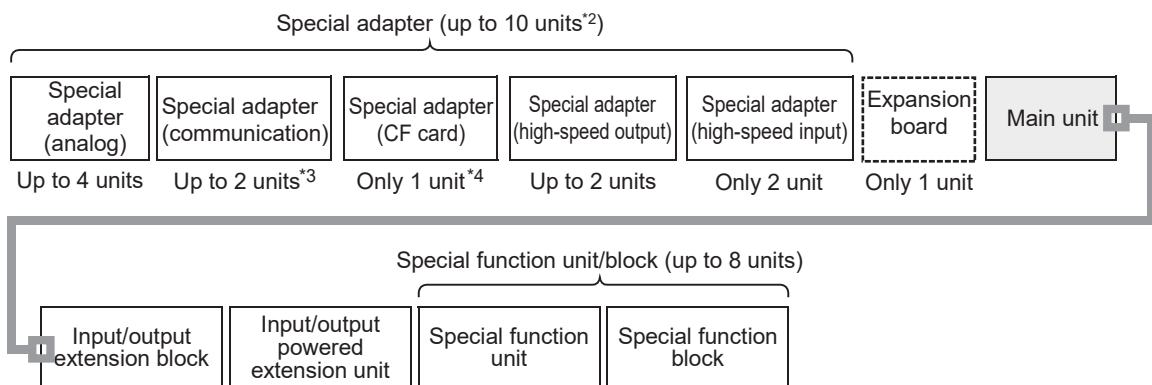 Special adapter (up to 10 units*2)
Special
adapter
(analog)
Special adapter
(communication)
Special adapter
(CF card)
Special adapter
(high-speed output)
Special adapter
(high-speed input)
Expansion
board
Main unit
Up to 4 units
Up to 2 units*3
Only 1 unit*4
Up to 2 units
Only 2 unit
Only 1 unit
Special function unit/block (up to 8 units)
Input/output
extension block
Input/output
powered
extension unit
Special function
unit
Special function
block